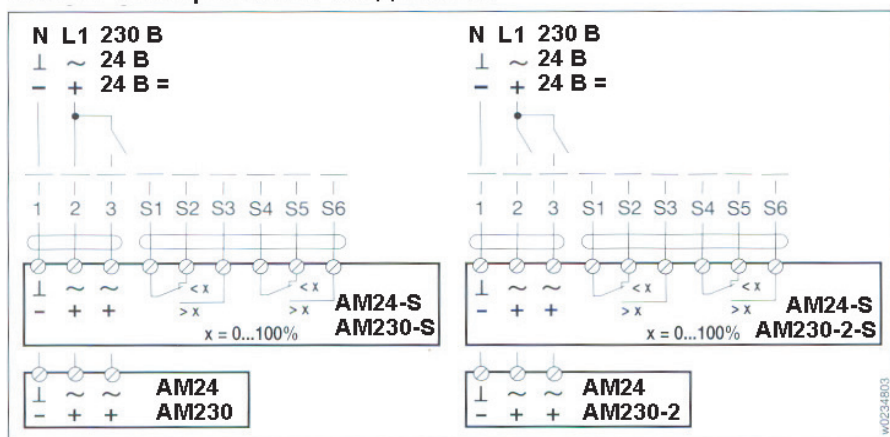 N L1 230 В
⊥ ~ 24 В
− + 24 В =
1 2 3 S1 S2 S3 S4 S5 S6
⊥ ~ ~ < x < x
− + + > x > x
x = 0...100%
AM24-S
AM230-S
⊥ ~ ~ AM24
− + + AM230
N L1 230 В
⊥ ~ 24 В
− + 24 В =
1 2 3 S1 S2 S3 S4 S5 S6
⊥ ~ ~ < x < x
− + + > x > x
x = 0...100%
AM24-S
AM230-2-S
⊥ ~ ~ AM24
− + + AM230-2
w0234803